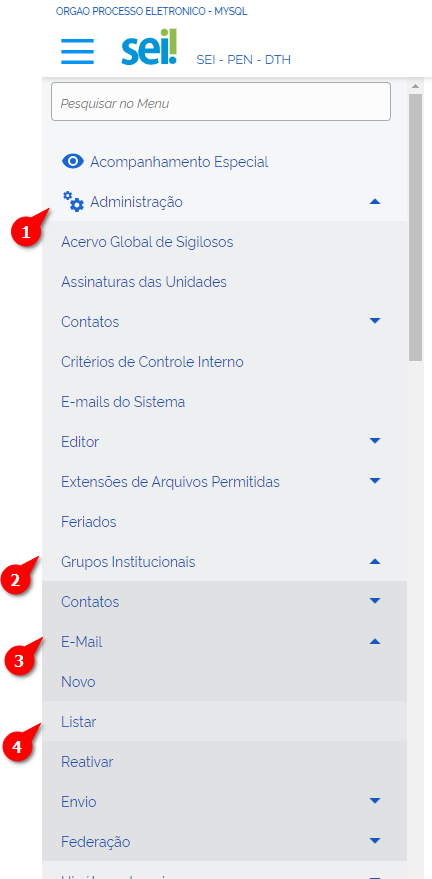 ORGAO PROCESSO ELETRONICO - MYSQL
sei!
SEI - PEN - DTH
Pesquisar no Menu
Acompanhamento Especial
Administração
1
Acervo Global de Sigilosos
Assinaturas das Unidades
Contatos
Critérios de Controle Interno
E-mails do Sistema
Editor
Extensões de Arquivos Permitidas
Feriados
Grupos Institucionais
2
Contatos
E-Mail
3
Novo
Listar
4
Reativar
Envio
Federação